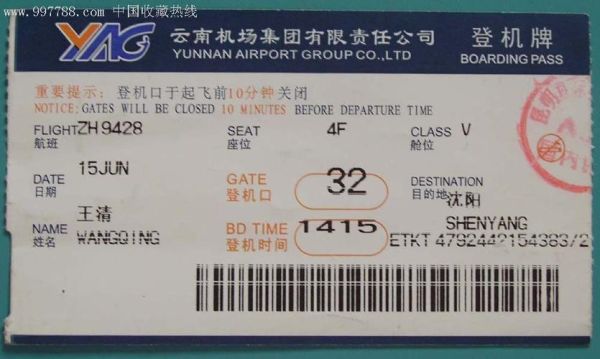 www.997788.com 中国收藏热线
YAG 云南机场集团有限责任公司 登机牌
YUNNAN AIRPORT GROUP CO.,LTD BOARDING PASS
重要提示：登机口于起飞前10分钟关闭
NOTICE: GATES WILL BE CLOSED 10 MINUTES BEFORE DEPARTURE TIME
FLIGHT ZH9428 SEAT 4F CLASS V
航班 座位 舱位
DATE 15JUN GATE 32 DESTINATION
日期 登机口 目的地 沈阳
NAME 王清 BD TIME 1415 SHENYANG
姓名 WANGQING 登机时间 ETKT 4792442154383/2